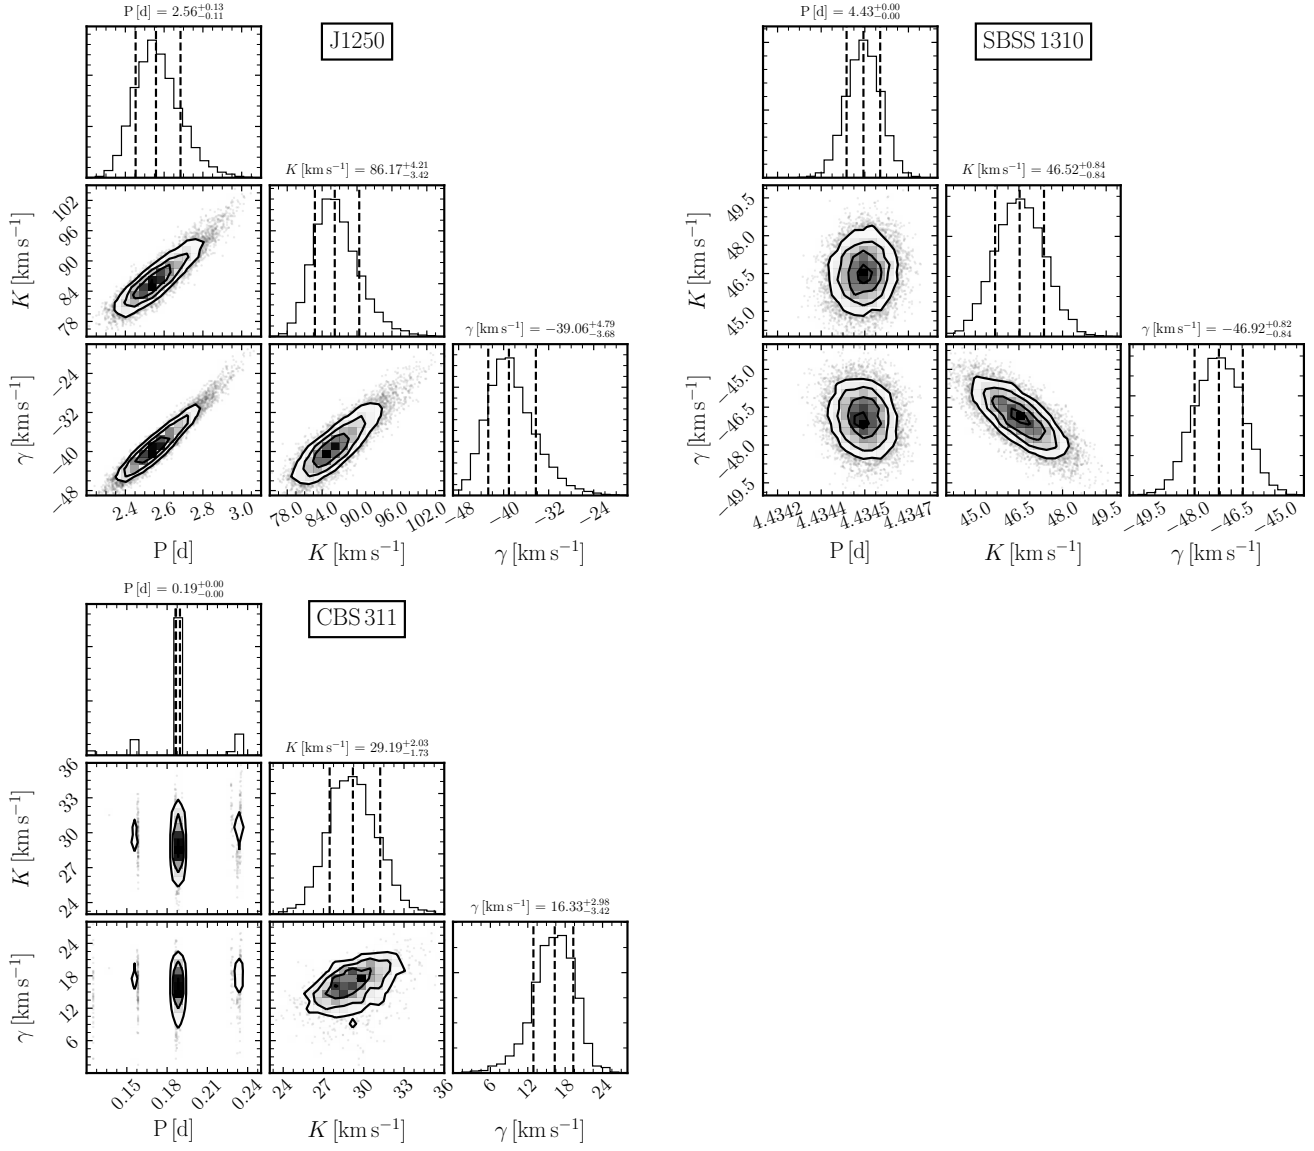 P [d] = 2.56+0.13 −0.11
J1250
K [km s−1] = 86.17+4.21 −3.42
102
96
90
84
78
K [km s−1]
γ [km s−1] = −39.06+4.79 −3.68
−24
−32
−40
−48
γ [km s−1]
2.4 2.6 2.8 3.0
P [d]
78.0 84.0 90.0 96.0 102.0
K [km s−1]
−48 −40 −32 −24
γ [km s−1]
P [d] = 4.43+0.00 −0.00
SBSS 1310
K [km s−1] = 46.52+0.84 −0.84
49.5
48.0
46.5
45.0
K [km s−1]
γ [km s−1] = −46.92+0.82 −0.84
−45.0
−46.5
−48.0
−49.5
γ [km s−1]
4.4342 4.4344 4.4345 4.4347
P [d]
45.0 46.5 48.0 49.5
K [km s−1]
−49.5 −48.0 −46.5 −45.0
γ [km s−1]
P [d] = 0.19+0.00 −0.00
CBS 311
K [km s−1] = 29.19+2.03 −1.73
36
33
30
27
24
K [km s−1]
γ [km s−1] = 16.33+2.98 −3.42
24
18
12
6
γ [km s−1]
0.15 0.18 0.21 0.24
P [d]
24 27 30 33 36
K [km s−1]
6 12 18 24
γ [km s−1]